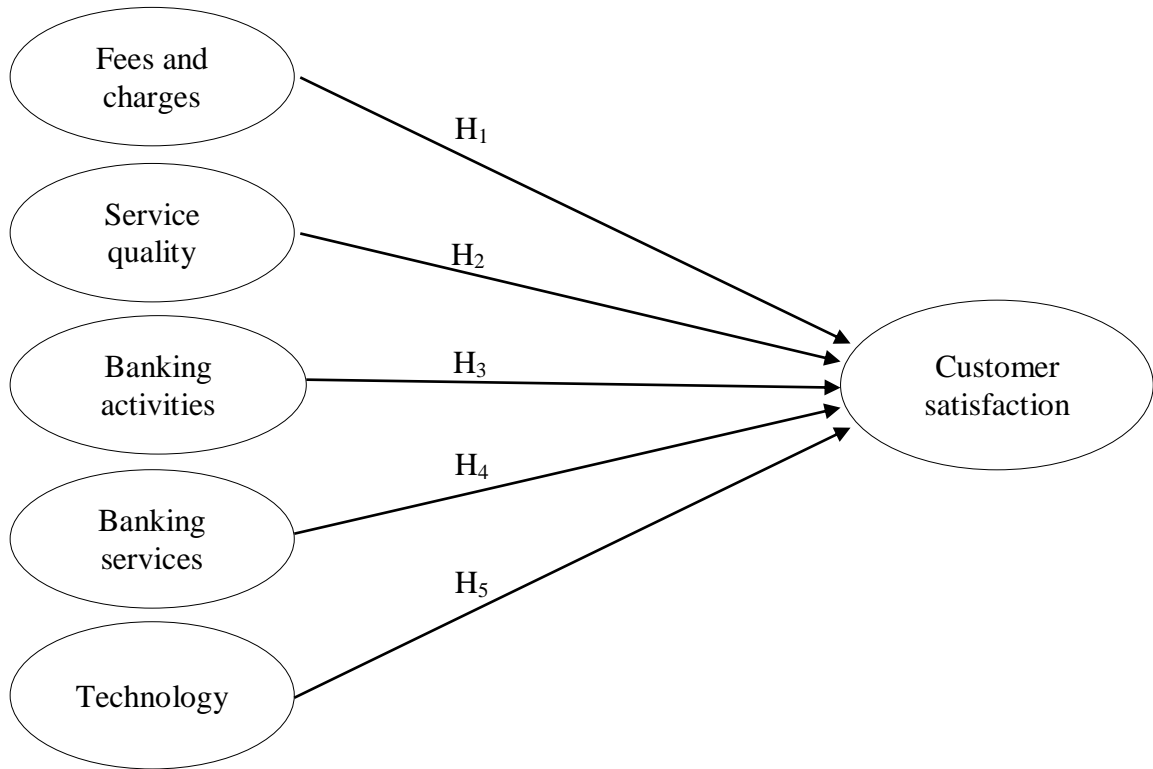 Fees and
charges
H₁
Service
quality
H₂
Banking
activities
H₃
Customer
satisfaction
Banking
services
H₄
Technology
H₅